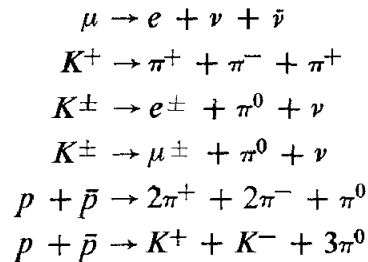 μ → e + ν + ν̄
K⁺ → π⁺ + π⁻ + π⁺
K± → e± + π⁰ + ν
K± → μ± + π⁰ + ν
p + p̄ → 2π⁺ + 2π⁻ + π⁰
p + p̄ → K⁺ + K⁻ + 3π⁰